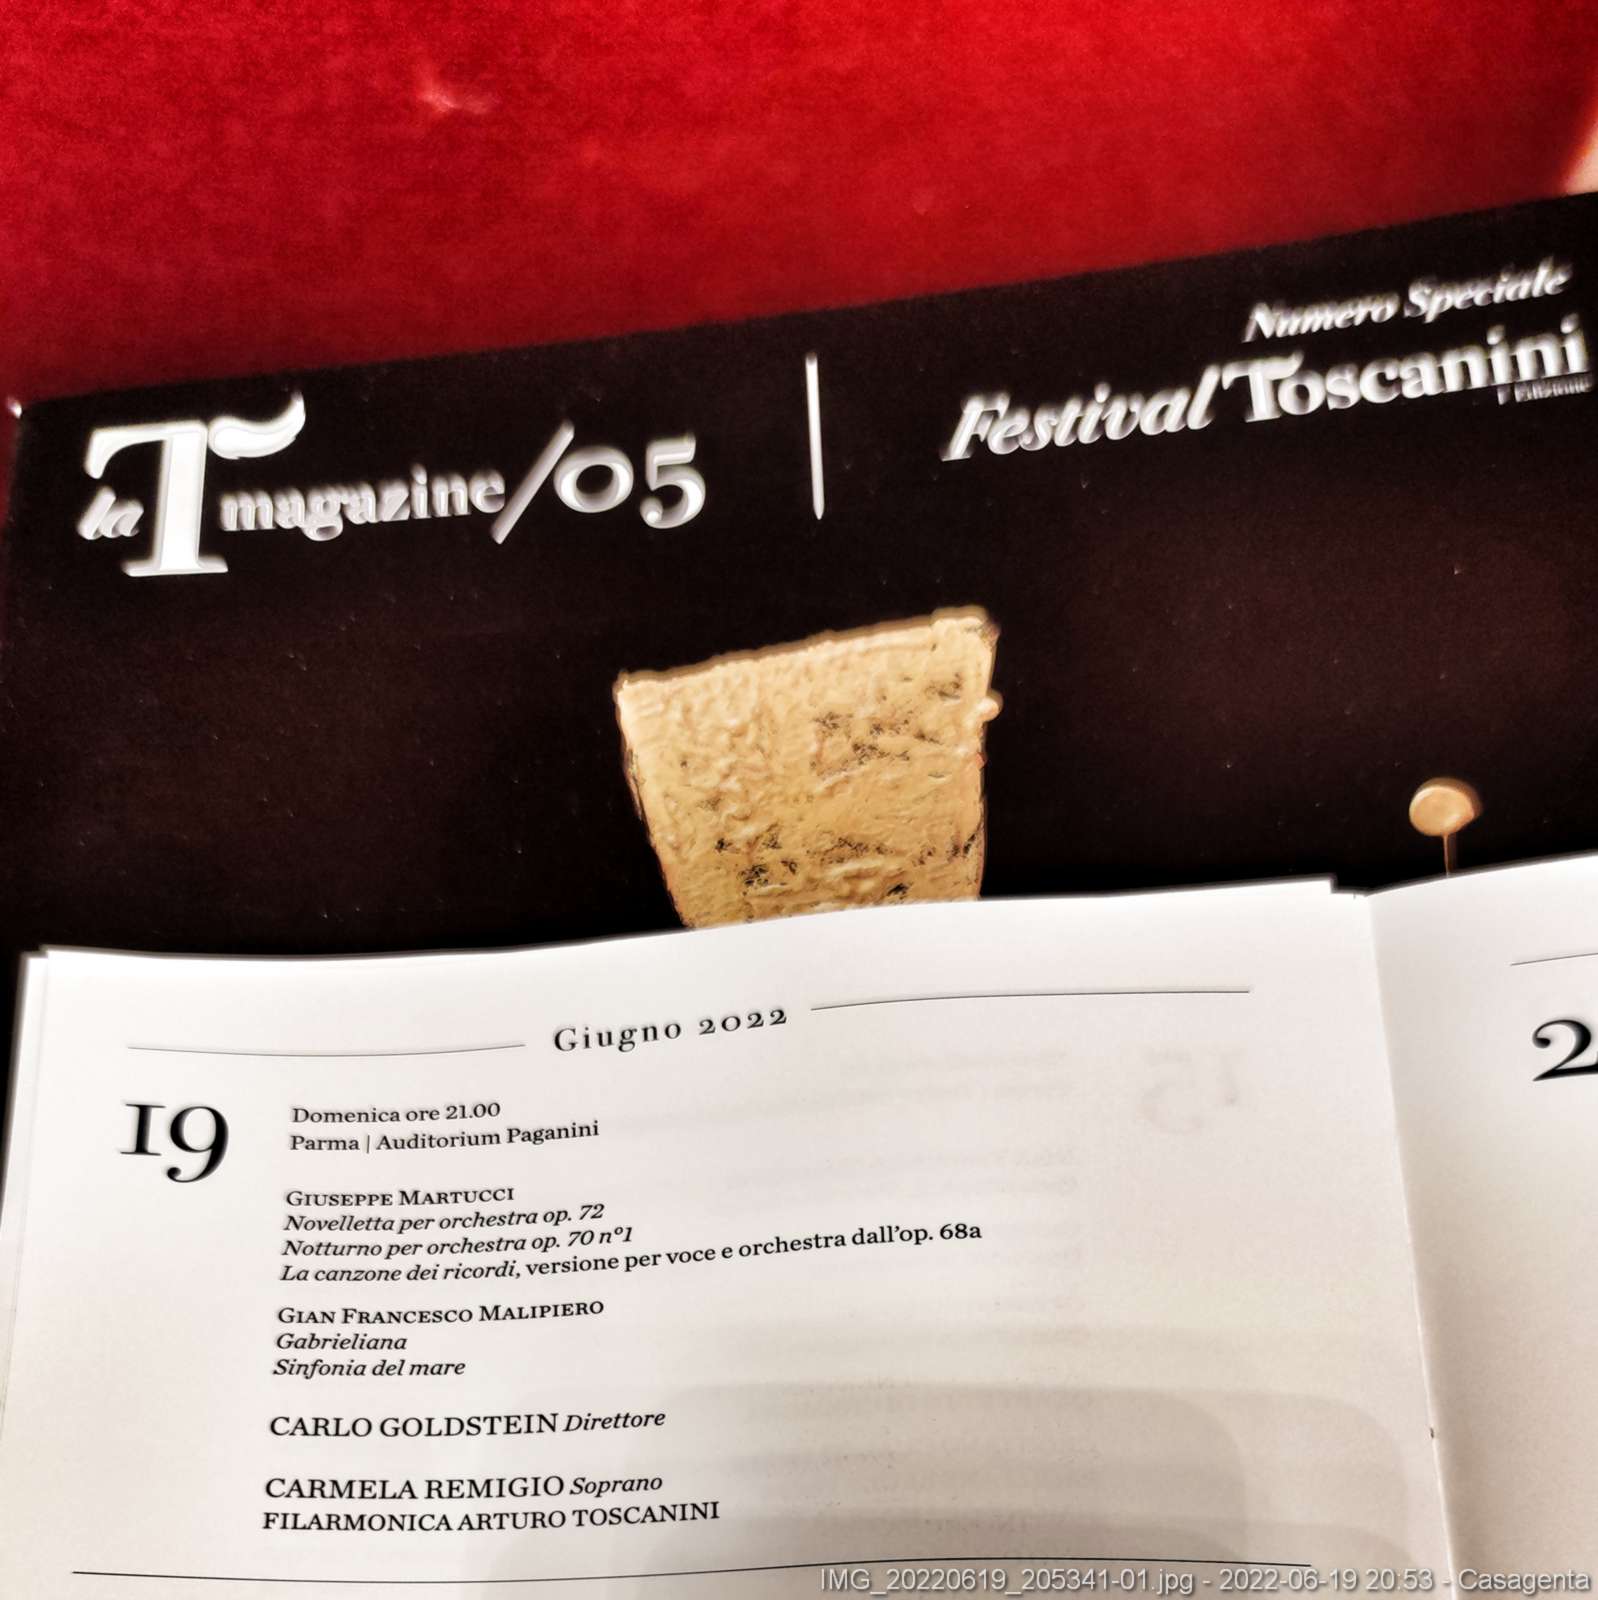 la T magazine/05
Numero Speciale
Festival Toscanini
I° Edizione
Giugno 2022
19
Domenica ore 21.00
Parma | Auditorium Paganini
GIUSEPPE MARTUCCI
Novelletta per orchestra op. 72
Notturno per orchestra op. 70 n°1
La canzone dei ricordi, versione per voce e orchestra dall'op. 68a
GIAN FRANCESCO MALIPIERO
Gabrieliana
Sinfonia del mare
CARLO GOLDSTEIN Direttore
CARMELA REMIGIO Soprano
FILARMONICA ARTURO TOSCANINI
2
IMG_20220619_205341-01.jpg - 2022-06-19 20:53 - Casagenta